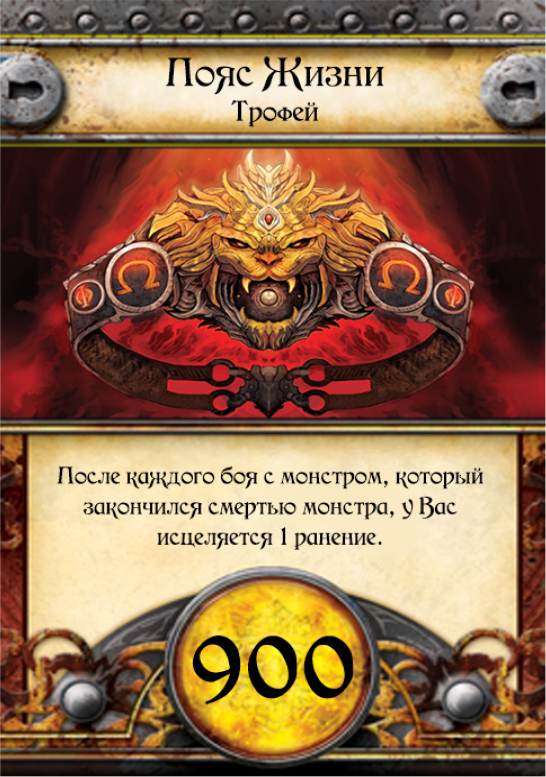 Пояс Жизни
Трофей
Ω
Ω
После каждого боя с монстром, который
закончился смертью монстра, у Вас
исцеляется 1 ранение.
900